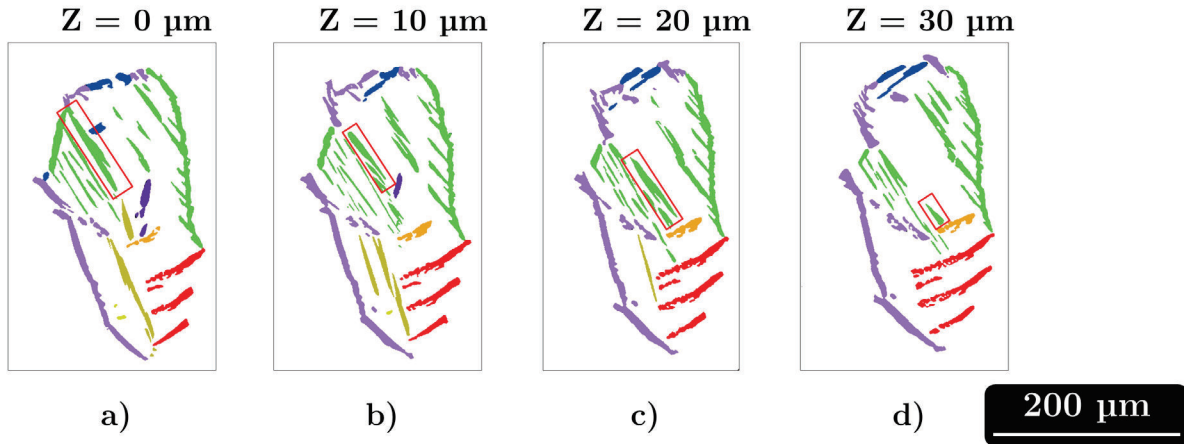 Z = 0 µm
Z = 10 µm
Z = 20 µm
Z = 30 µm
a)
b)
c)
d)
200 µm